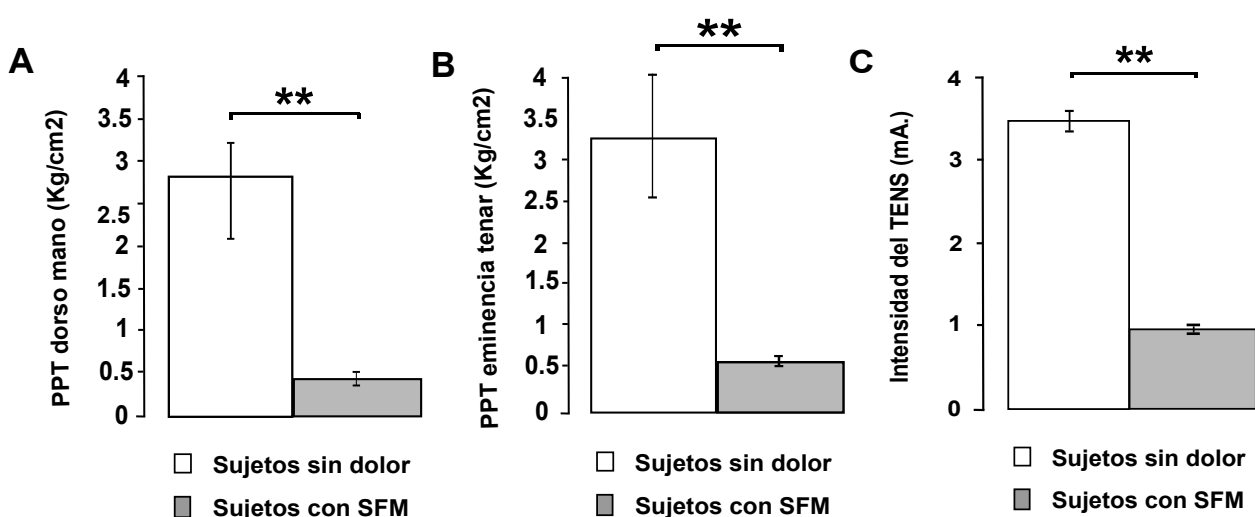 A
PPT dorso mano (Kg/cm2)
4
3.5
3
2.5
2
1.5
1
0.5
0
**
Sujetos sin dolor
Sujetos con SFM
B
PPT eminencia tenar (Kg/cm2)
4
3.5
3
2.5
2
1.5
1
0.5
0
**
Sujetos sin dolor
Sujetos con SFM
C
Intensidad del TENS (mA.)
4
3
2
1
0
**
Sujetos sin dolor
Sujetos con SFM